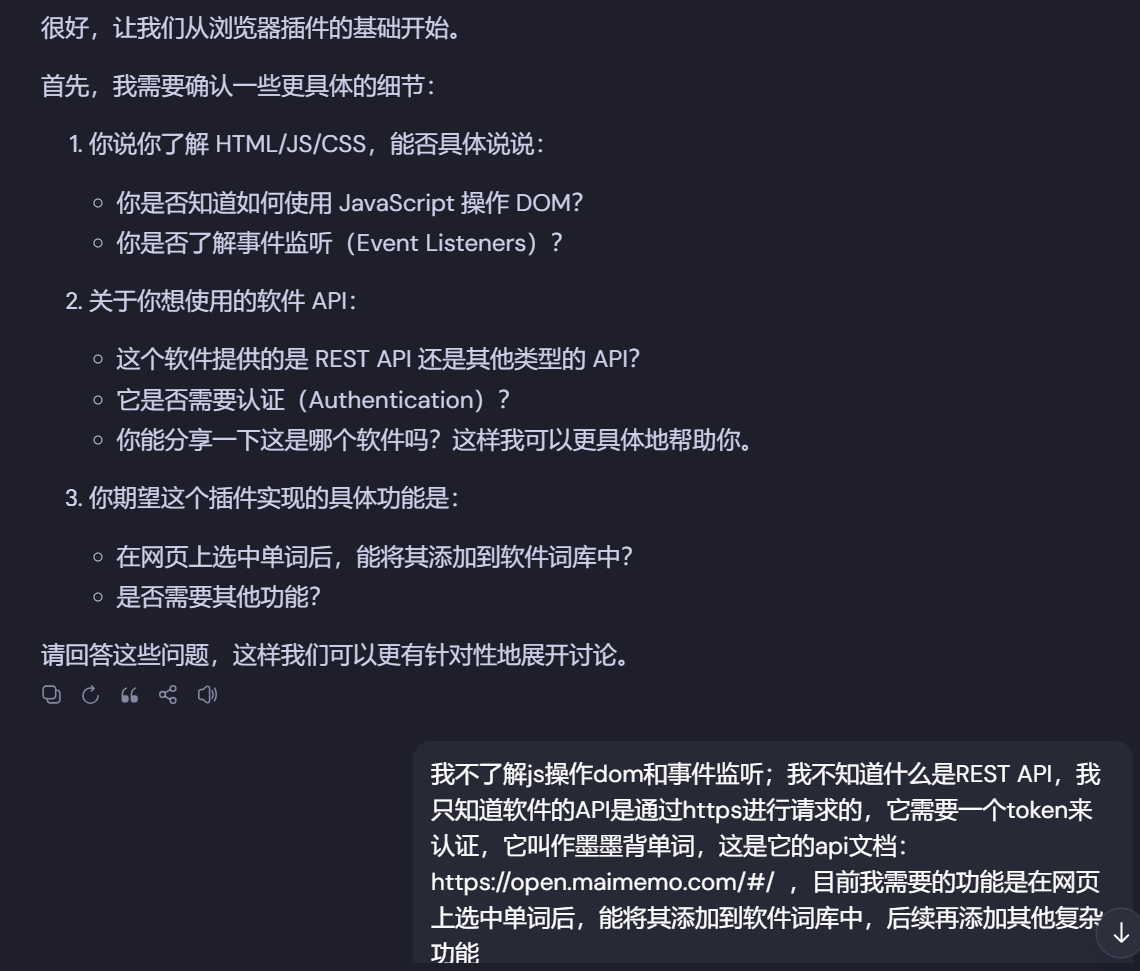 很好，让我们从浏览器插件的基础开始。
首先，我需要确认一些更具体的细节：
1. 你说你了解 HTML/JS/CSS，能否具体说说：
◦ 你是否知道如何使用 JavaScript 操作 DOM？
◦ 你是否了解事件监听（Event Listeners）？
2. 关于你想使用的软件 API：
◦ 这个软件提供的是 REST API 还是其他类型的 API？
◦ 它是否需要认证（Authentication）？
◦ 你能分享一下这是哪个软件吗？这样我可以更具体地帮助你。
3. 你期望这个插件实现的具体功能是：
◦ 在网页上选中单词后，能将其添加到软件词库中？
◦ 是否需要其他功能？
请回答这些问题，这样我们可以更有针对性地展开讨论。
我不了解js操作dom和事件监听；我不知道什么是REST API，我
只知道软件的API是通过https进行请求的，它需要一个token来
认证，它叫作墨墨背单词，这是它的api文档：
https://open.maimemo.com/#/ ，目前我需要的功能是在网页
上选中单词后，能将其添加到软件词库中，后续再添加其他复杂
功能